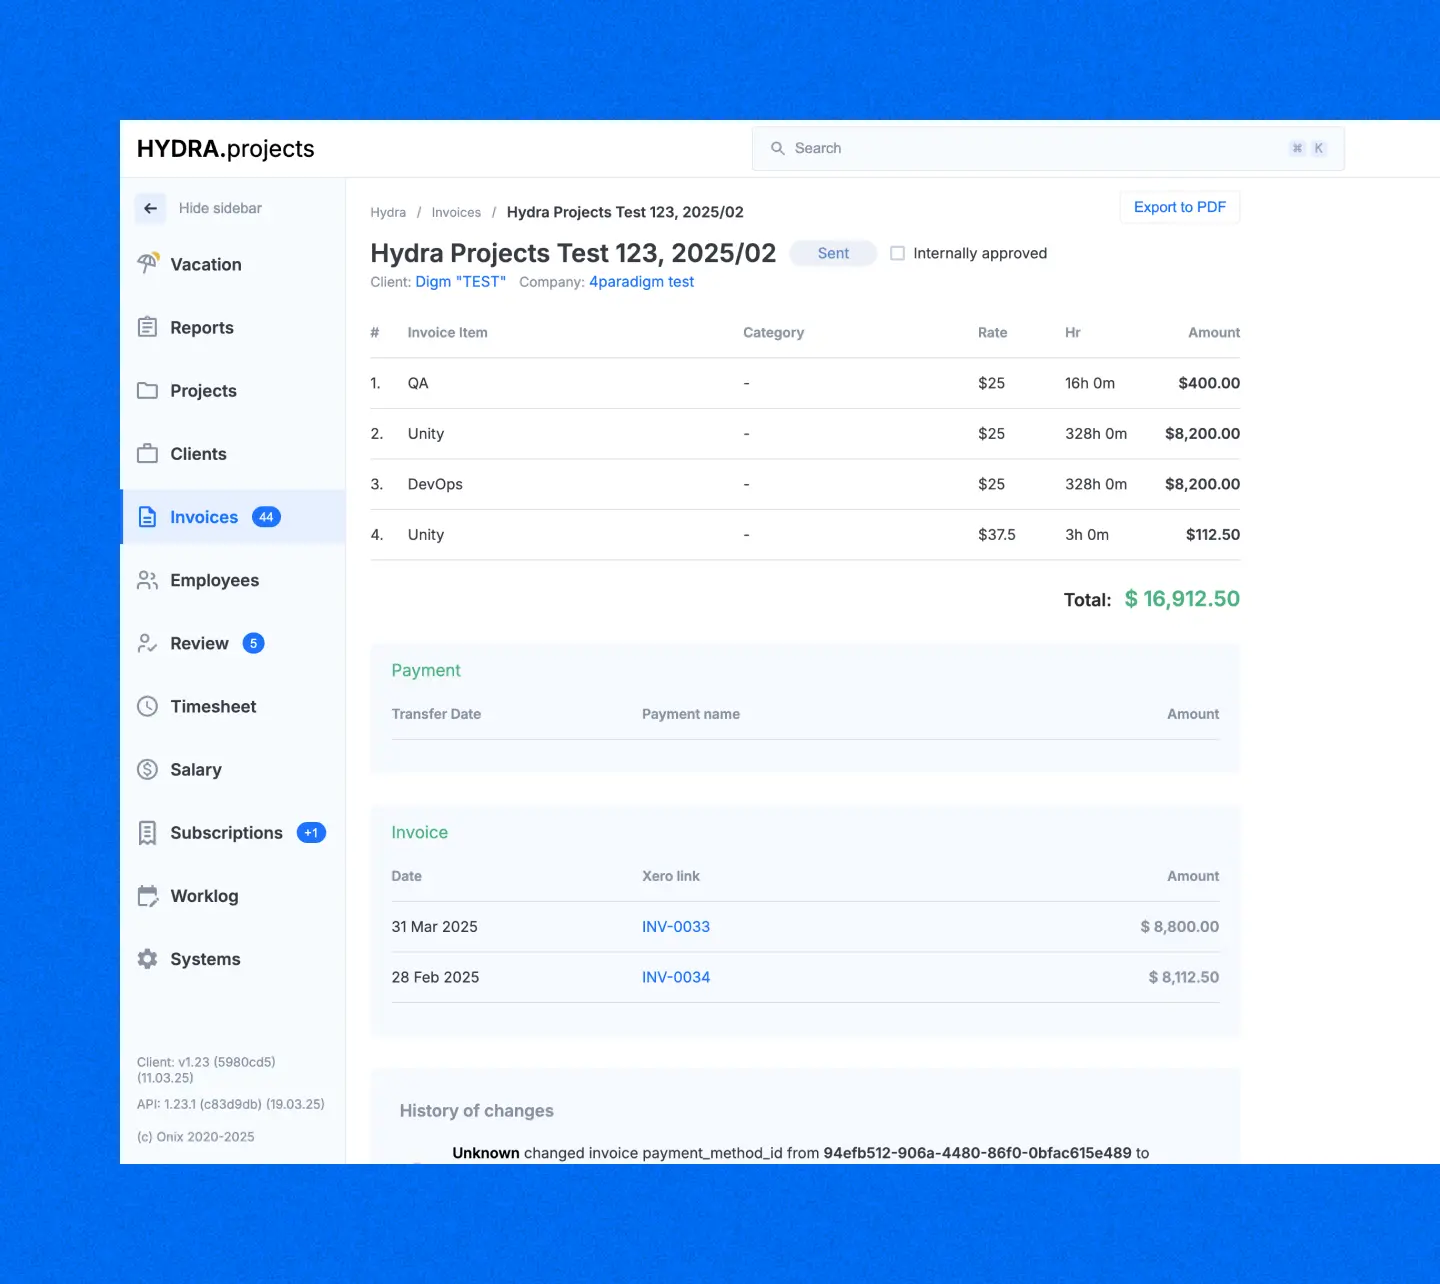 HYDRA.projects
Search
⌘ K
Hide sidebar
Vacation
Reports
Projects
Clients
Invoices 44
Employees
Review 5
Timesheet
Salary
Subscriptions +1
Worklog
Systems
Client: v1.23 (5980cd5)
(11.03.25)
API: 1.23.1 (c83d9db) (19.03.25)
(c) Onix 2020-2025
Hydra / Invoices / Hydra Projects Test 123, 2025/02
Export to PDF
Hydra Projects Test 123, 2025/02 Sent Internally approved
Client: Digm "TEST" Company: 4paradigm test
# Invoice Item Category Rate Hr Amount
1. QA - $25 16h 0m $400.00
2. Unity - $25 328h 0m $8,200.00
3. DevOps - $25 328h 0m $8,200.00
4. Unity - $37.5 3h 0m $112.50
Total: $ 16,912.50
Payment
Transfer Date Payment name Amount
Invoice
Date Xero link Amount
31 Mar 2025 INV-0033 $ 8,800.00
28 Feb 2025 INV-0034 $ 8,112.50
History of changes
Unknown changed invoice payment_method_id from 94efb512-906a-4480-86f0-0bfac615e489 to